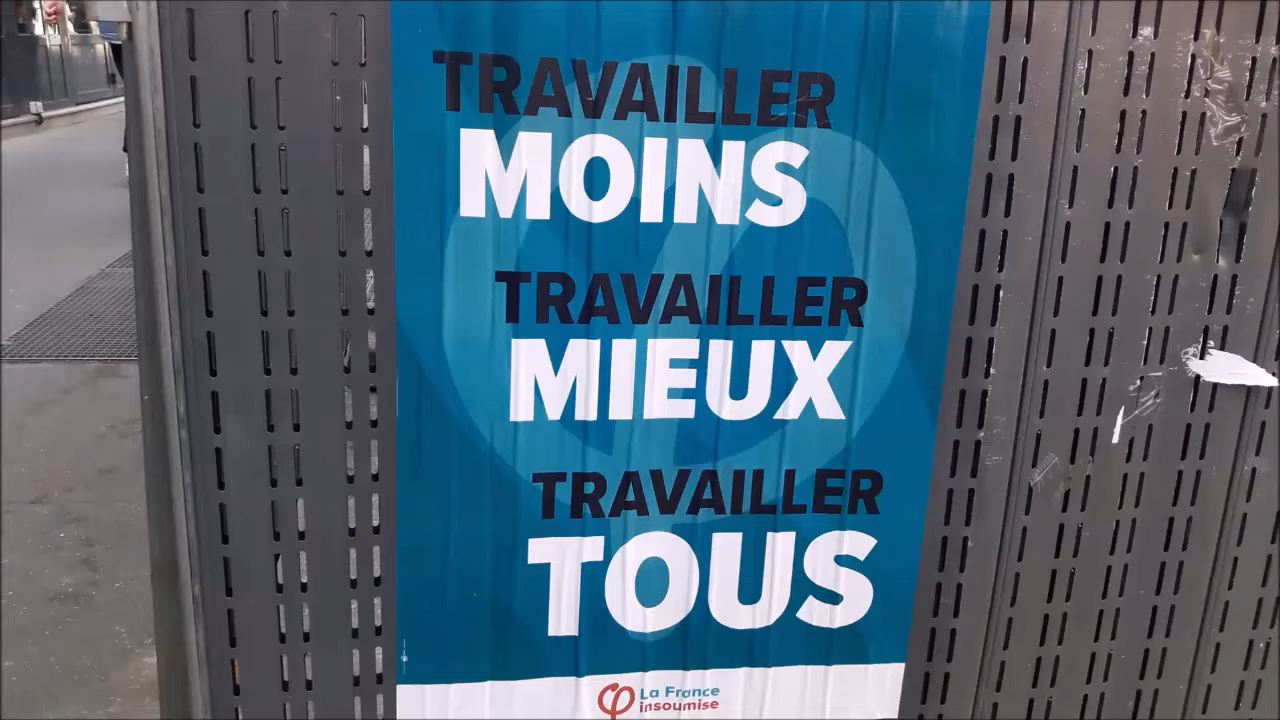 TRAVAILLER
MOINS
TRAVAILLER
MIEUX
TRAVAILLER
TOUS
La France
insoumise